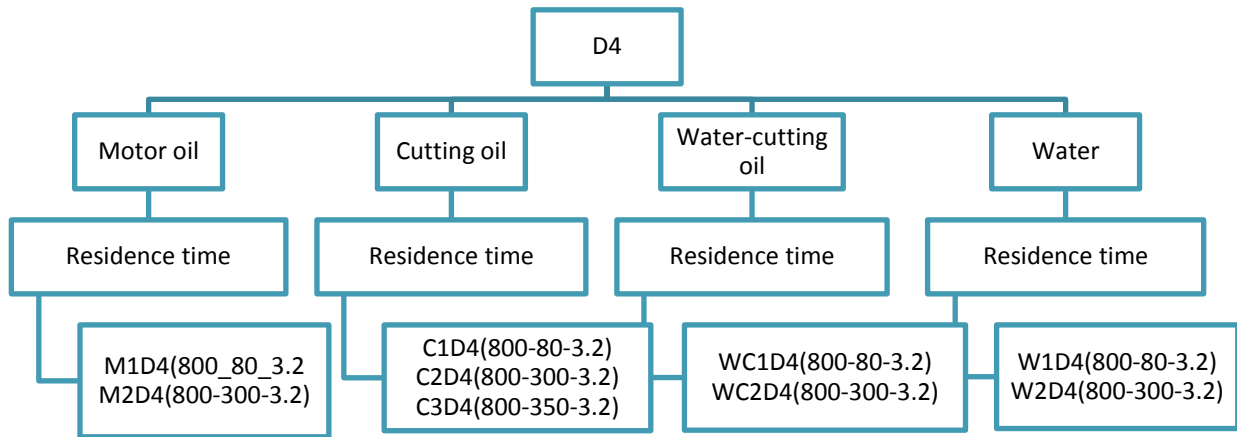 D4
Motor oil
Cutting oil
Water-cutting
oil
Water
Residence time
Residence time
Residence time
Residence time
M1D4(800_80_3.2
M2D4(800-300-3.2)
C1D4(800-80-3.2)
C2D4(800-300-3.2)
C3D4(800-350-3.2)
WC1D4(800-80-3.2)
WC2D4(800-300-3.2)
W1D4(800-80-3.2)
W2D4(800-300-3.2)